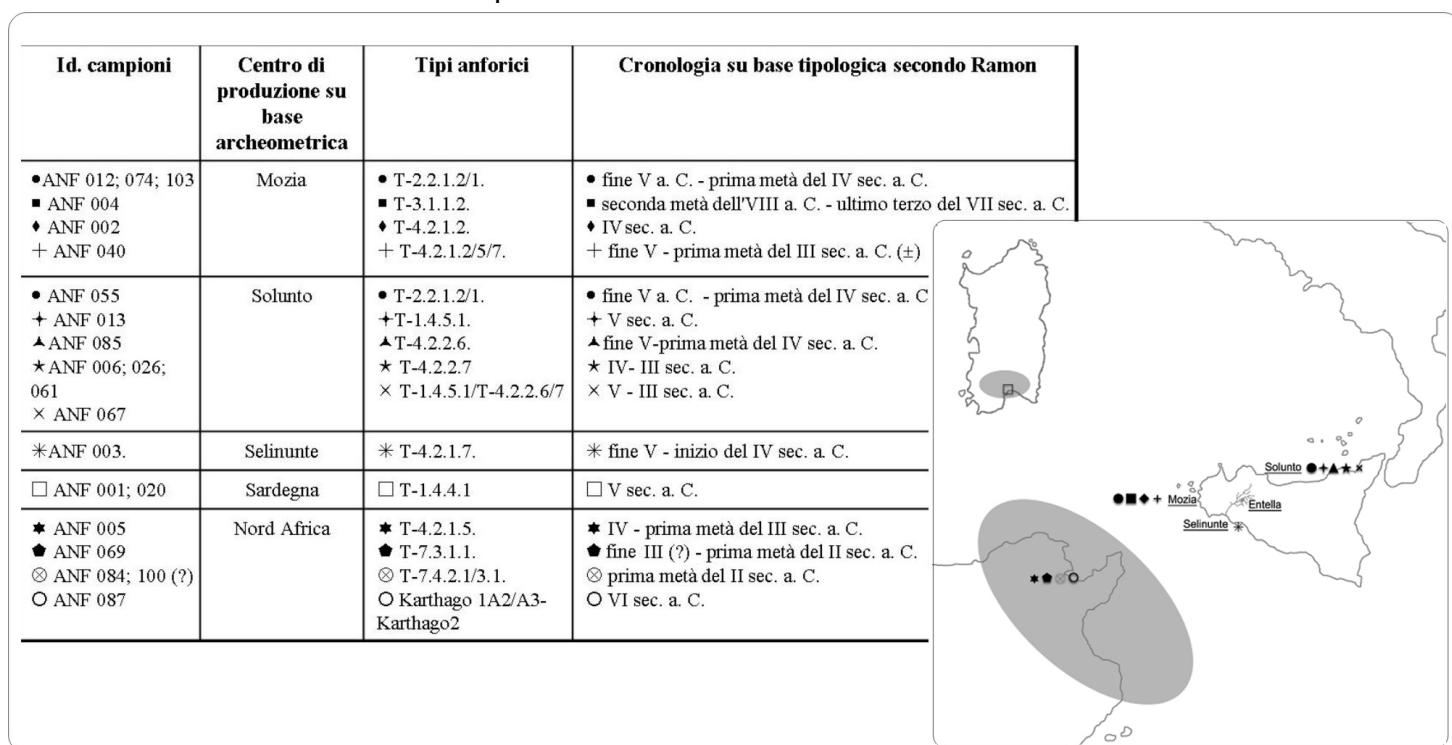 Id. campioni
Centro di produzione su base archeometrica
Tipi anforici
Cronologia su base tipologica secondo Ramon
●ANF 012; 074; 103
■ ANF 004
♦ ANF 002
+ ANF 040
Mozia
● T-2.2.1.2/1.
■ T-3.1.1.2.
♦ T-4.2.1.2.
+ T-4.2.1.2/5/7.
● fine V a. C. - prima metà del IV sec. a. C.
■ seconda metà dell'VIII a. C. - ultimo terzo del VII sec. a. C.
♦ IV sec. a. C.
+ fine V - prima metà del III sec. a. C. (±)
● ANF 055
✦ ANF 013
▲ANF 085
★ANF 006; 026;
061
× ANF 067
Solunto
● T-2.2.1.2/1.
✦T-1.4.5.1.
▲T-4.2.2.6.
★ T-4.2.2.7
× T-1.4.5.1/T-4.2.2.6/7
● fine V a. C. - prima metà del IV sec. a. C
✦ V sec. a. C.
▲fine V-prima metà del IV sec. a. C.
★ IV- III sec. a. C.
× V - III sec. a. C.
✳ANF 003.
Selinunte
✳ T-4.2.1.7.
✳ fine V - inizio del IV sec. a. C.
□ ANF 001; 020
Sardegna
□ T-1.4.4.1
□ V sec. a. C.
✶ ANF 005
⬟ ANF 069
⊗ ANF 084; 100 (?)
○ ANF 087
Nord Africa
✶ T-4.2.1.5.
⬟ T-7.3.1.1.
⊗ T-7.4.2.1/3.1.
○ Karthago 1A2/A3-
Karthago2
✶ IV - prima metà del III sec. a. C.
⬟ fine III (?) - prima metà del II sec. a. C.
⊗ prima metà del II sec. a. C.
○ VI sec. a. C.
Solunto ●✦▲★×
●■♦+ Mozia
Entella
Selinunte ✳